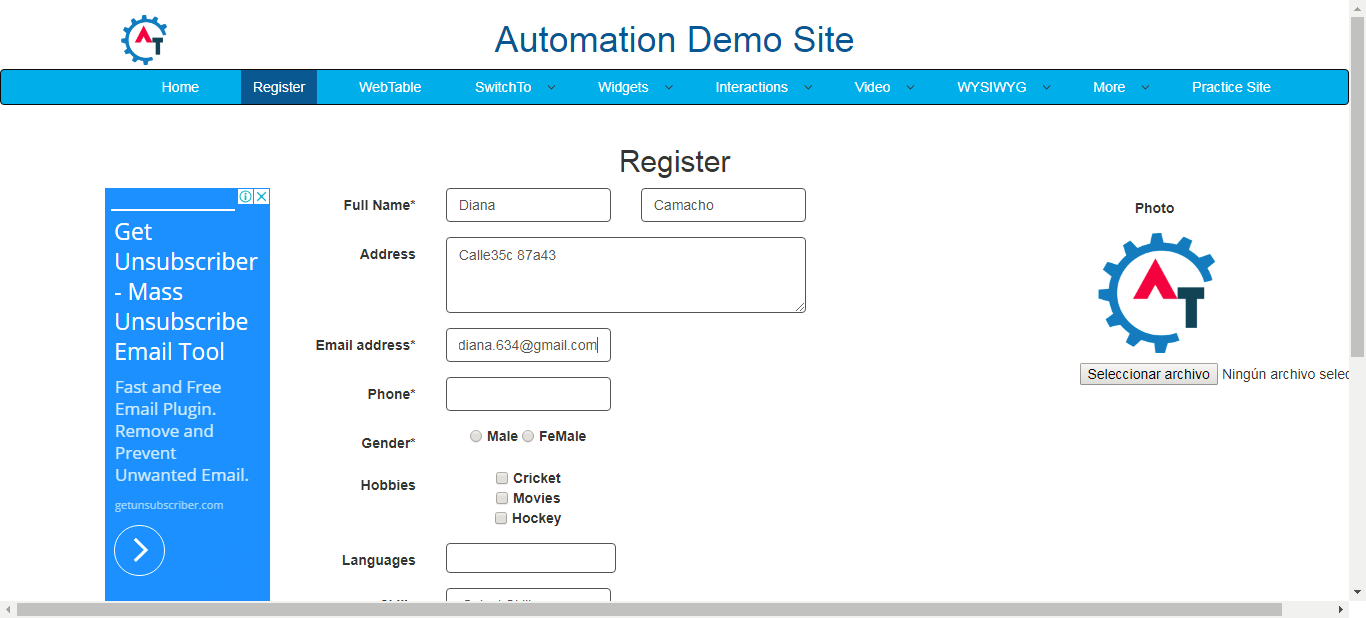 AT
Automation Demo Site
Home Register WebTable SwitchTo Widgets Interactions Video WYSIWYG More Practice Site
Register
Get
Unsubscriber
- Mass
Unsubscribe
Email Tool
Fast and Free
Email Plugin.
Remove and
Prevent
Unwanted Email.
getunsubscriber.com
Full Name* Diana Camacho
Address Calle35c 87a43
Email address* diana.634@gmail.com
Phone*
Gender* Male FeMale
Hobbies Cricket
Movies
Hockey
Languages
Photo
AT
Seleccionar archivo Ningún archivo selec